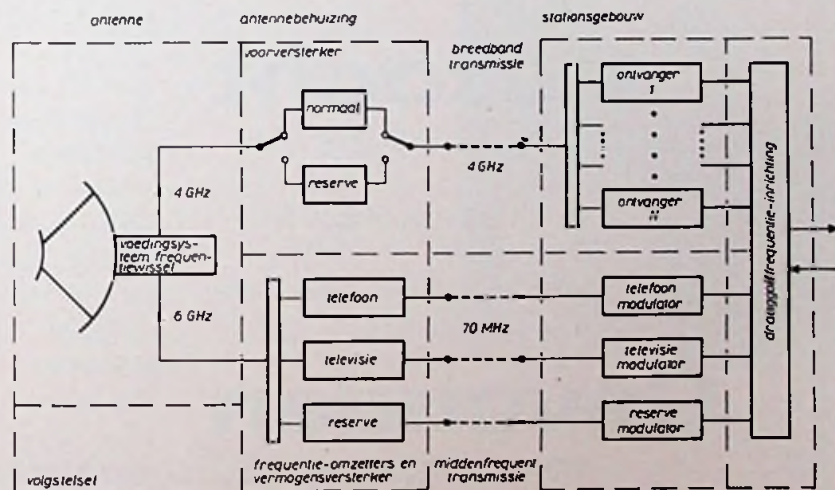 antenne
antennebehuizing
stationsgebouw
voorversterker
breedband
transmissie
normaal
reserve
4 GHz
4 GHz
ontvanger
1
ontvanger
N
voedingsys-
teem frequen-
tiewissel
6 GHz
telefoon
televisie
reserve
70 MHz
telefoon
modulator
televisie
modulator
reserve
modulator
draaggolffrequentie-inrichting
volgstelsel
frequentie-omzetters en
vermogensversterker
middenfrequent
transmissie